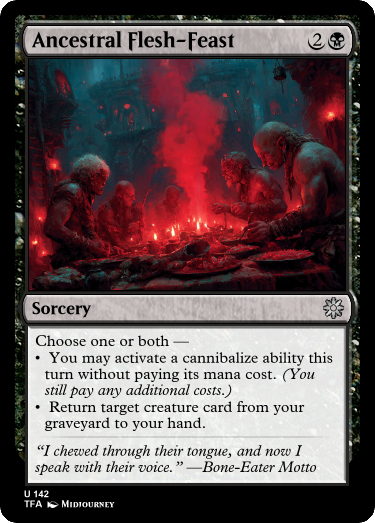 Ancestral Flesh-Feast 2
Sorcery
Choose one or both —
• You may activate a cannibalize ability this
turn without paying its mana cost. (You
still pay any additional costs.)
• Return target creature card from your
graveyard to your hand.
“I chewed through their tongue, and now I
speak with their voice.” —Bone-Eater Motto
U 142
TFA Midjourney